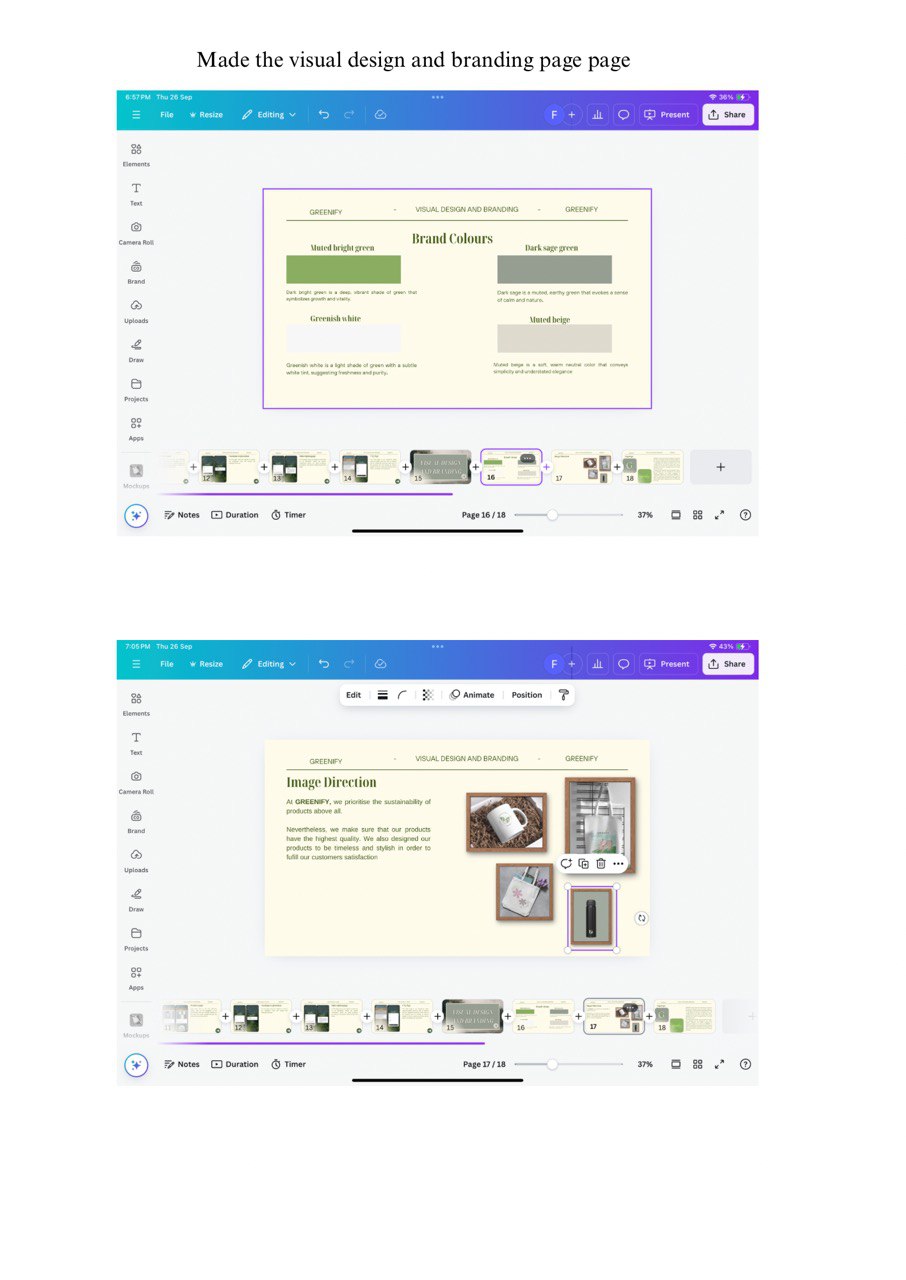 Made the visual design and branding page page
6:57 PM Thu 26 Sep
36%
File Resize Editing
F + Present Share
Elements
Text
Camera Roll
Brand
Uploads
Draw
Projects
Apps
Mockups
GREENIFY - VISUAL DESIGN AND BRANDING - GREENIFY
Brand Colours
Muted bright green
Dark bright green is a deep, vibrant shade of green that
symbolizes growth and vitality.
Dark sage green
Dark sage is a muted, earthy green that evokes a sense
of calm and nature.
Greenish white
Greenish white is a light shade of green with a subtle
white tint, suggesting freshness and purity.
Muted beige
Muted beige is a soft, warm neutral color that conveys
simplicity and understated elegance
12 13 14 15 16 17 18
VISUAL DESIGN
AND BRANDING
Notes Duration Timer
Page 16 / 18
37%
7:05 PM Thu 26 Sep
43%
File Resize Editing
F + Present Share
Edit Animate Position
Elements
Text
Camera Roll
Brand
Uploads
Draw
Projects
Apps
Mockups
GREENIFY - VISUAL DESIGN AND BRANDING - GREENIFY
Image Direction
At GREENIFY, we prioritise the sustainability of
products above all.
Nevertheless, we make sure that our products
have the highest quality. We also designed our
products to be timeless and stylish in order to
fulfil our customers satisfaction
11 12 13 14 15 16 17 18
VISUAL DESIGN
AND BRANDING
Notes Duration Timer
Page 17 / 18
37%